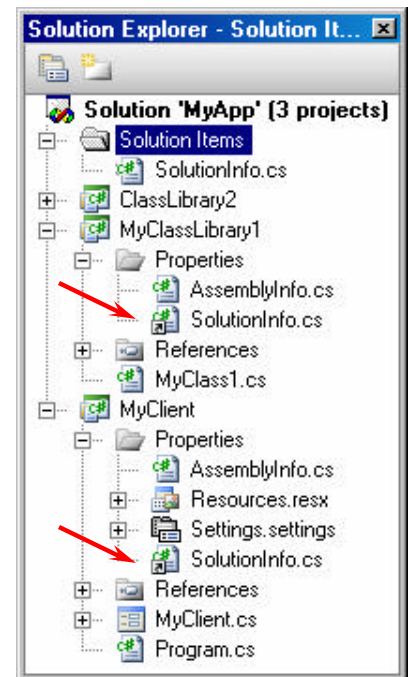 Solution Explorer - Solution It...
Solution 'MyApp' (3 projects)
Solution Items
SolutionInfo.cs
ClassLibrary2
MyClassLibrary1
Properties
AssemblyInfo.cs
SolutionInfo.cs
References
MyClass1.cs
MyClient
Properties
AssemblyInfo.cs
Resources.resx
Settings.settings
SolutionInfo.cs
References
MyClient.cs
Program.cs